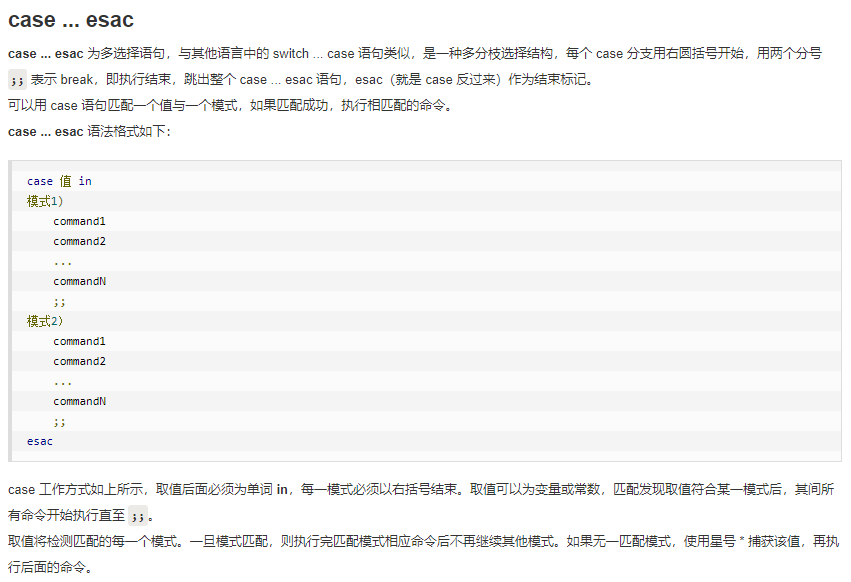 case ... esac
case ... esac 为多选择语句，与其他语言中的 switch ... case 语句类似，是一种多分枝选择结构，每个 case 分支用右圆括号开始，用两个分号
;; 表示 break，即执行结束，跳出整个 case ... esac 语句，esac（就是 case 反过来）作为结束标记。
可以用 case 语句匹配一个值与一个模式，如果匹配成功，执行相匹配的命令。
case ... esac 语法格式如下：
case 值 in
模式1)
command1
command2
...
commandN
;;
模式2）
command1
command2
...
commandN
;;
esac
case 工作方式如上所示，取值后面必须为单词 in，每一模式必须以右括号结束。取值可以为变量或常数，匹配发现取值符合某一模式后，其间所
有命令开始执行直至 ;;。
取值将检测匹配的每一个模式。一旦模式匹配，则执行完匹配模式相应命令后不再继续其他模式。如果无一匹配模式，使用星号 * 捕获该值，再执
行后面的命令。